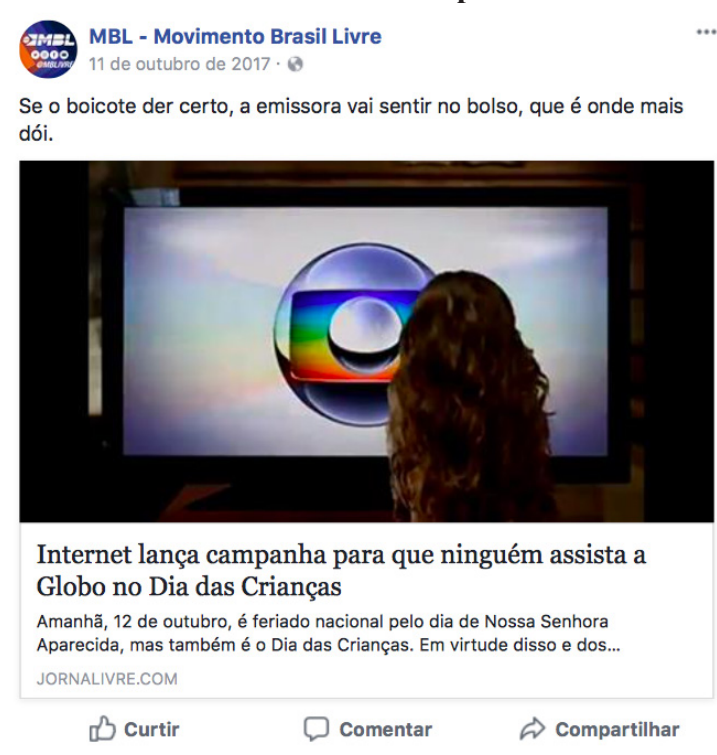 MBL
@MBLIVRE
MBL - Movimento Brasil Livre
11 de outubro de 2017 ·
Se o boicote der certo, a emissora vai sentir no bolso, que é onde mais
dói.
Internet lança campanha para que ninguém assista a
Globo no Dia das Crianças
Amanhã, 12 de outubro, é feriado nacional pelo dia de Nossa Senhora
Aparecida, mas também é o Dia das Crianças. Em virtude disso e dos...
JORNALIVRE.COM
Curtir Comentar Compartilhar